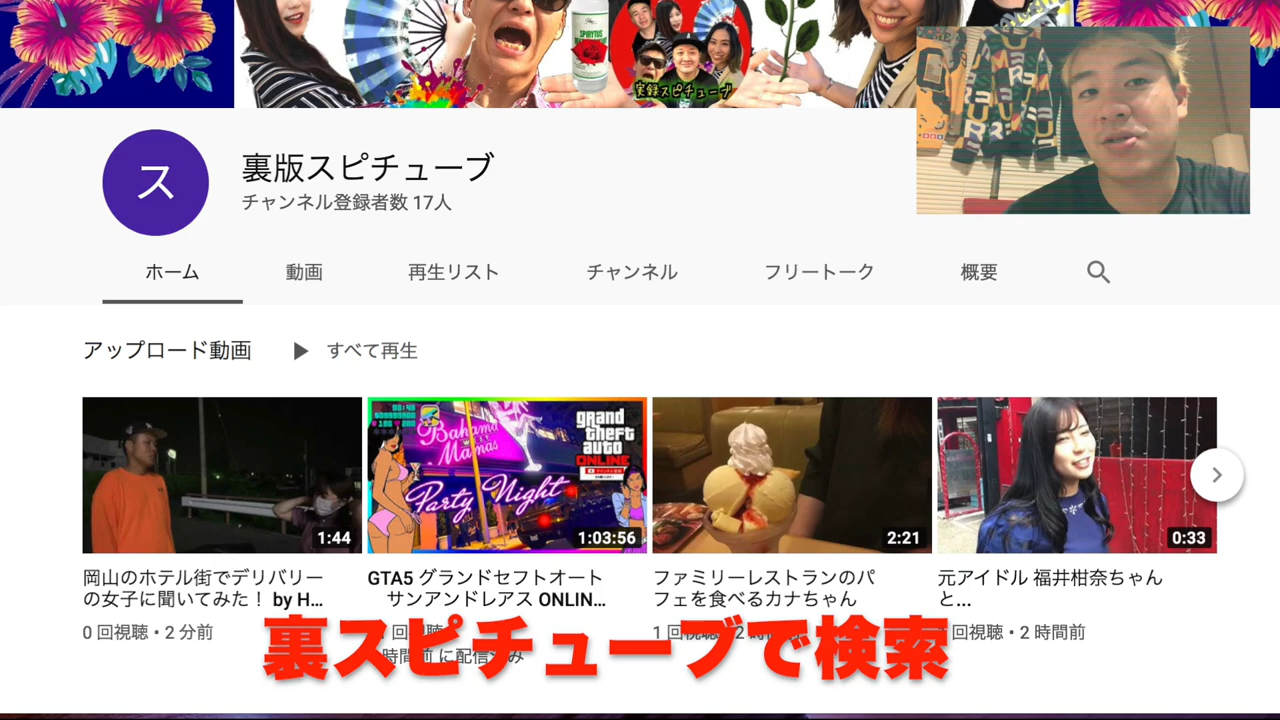 SPIRYTUS
実録スピチューブ
ス
裏版スピチューブ
チャンネル登録者数 17人
ホーム
動画
再生リスト
チャンネル
フリートーク
概要
アップロード動画
すべて再生
1:44
Bahama
Mamas
Party Night
grand
theft
auto
ONLINE
1:03:56
2:21
0:33
岡山のホテル街でデリバリー
の女子に聞いてみた！ by H...
0 回視聴・2 分前
GTA5 グランドセフトオート
サンアンドレアス ONLIN...
ファミリーレストランのパ
フェを食べるカナちゃん
元アイドル 福井柑奈ちゃん
と...
回視聴・2 時間前
裏スピチューブで検索